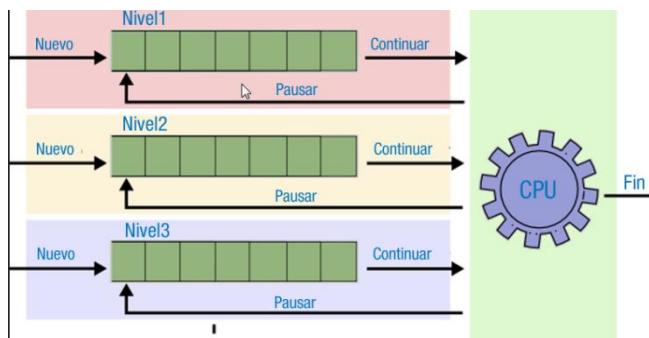 Nivel1
Nuevo
Continuar
Pausar
Nivel2
Nuevo
Continuar
Pausar
CPU
Fin
Nivel3
Nuevo
Continuar
Pausar